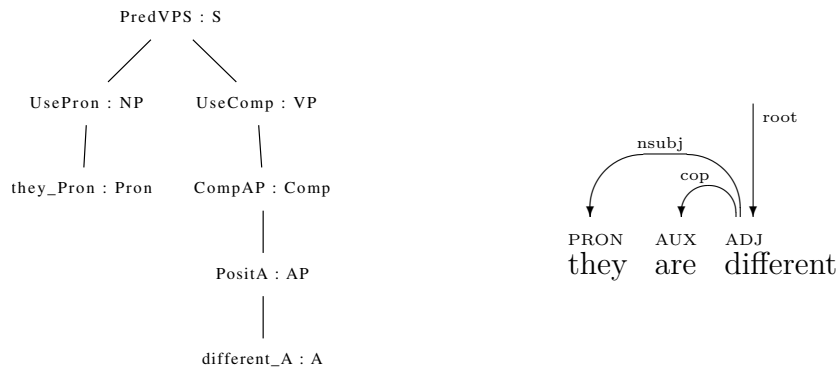 PredVPS : S
UsePron : NP UseComp : VP
they_Pron : Pron CompAP : Comp
PositA : AP
different_A : A
root
nsubj
cop
PRON AUX ADJ
they are different